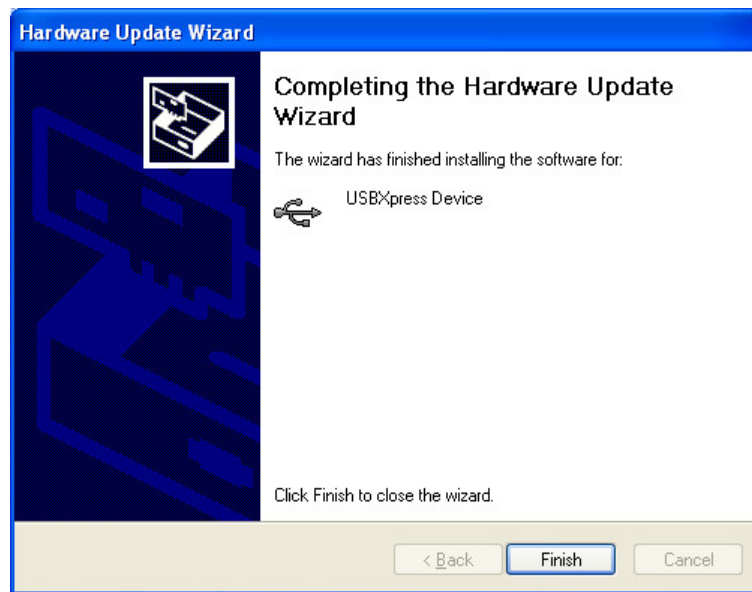 Hardware Update Wizard
Completing the Hardware Update
Wizard
The wizard has finished installing the software for:
USBXpress Device
Click Finish to close the wizard.
< Back
Finish
Cancel